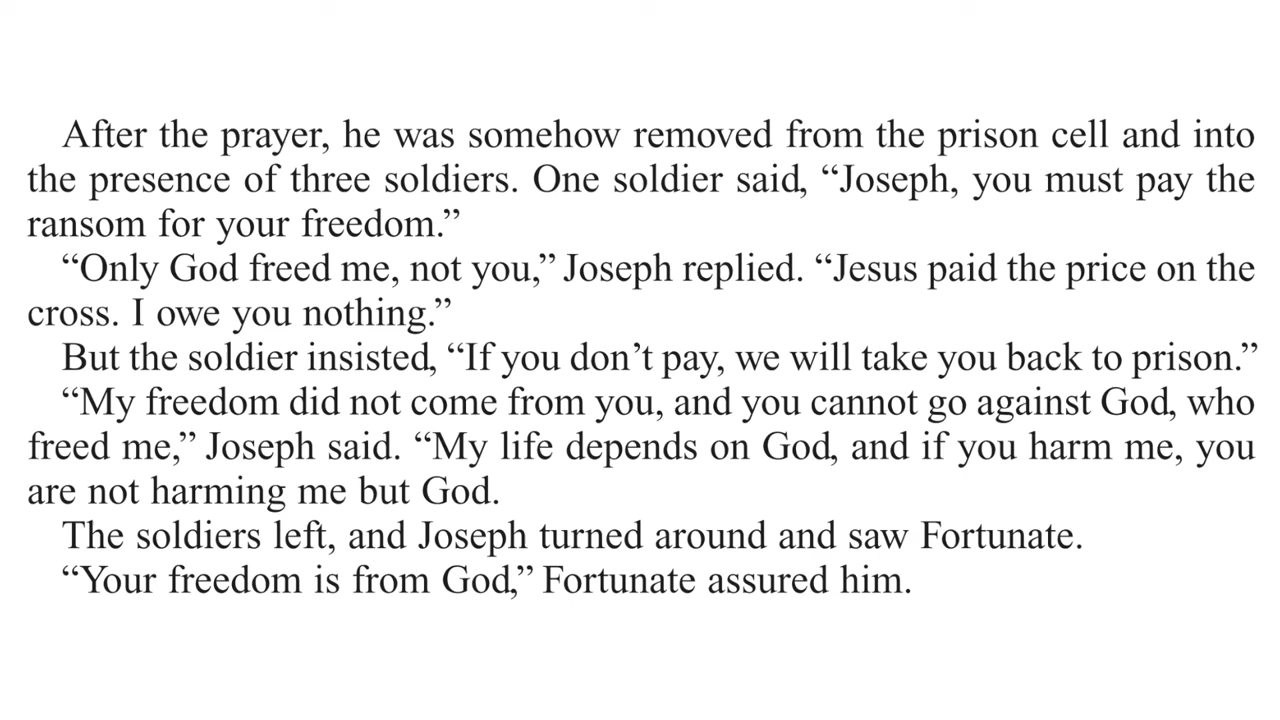 After the prayer, he was somehow removed from the prison cell and into
the presence of three soldiers. One soldier said, “Joseph, you must pay the
ransom for your freedom.”
“Only God freed me, not you,” Joseph replied. “Jesus paid the price on the
cross. I owe you nothing.”
But the soldier insisted, “If you don’t pay, we will take you back to prison.”
“My freedom did not come from you, and you cannot go against God, who
freed me,” Joseph said. “My life depends on God, and if you harm me, you
are not harming me but God.
The soldiers left, and Joseph turned around and saw Fortunate.
“Your freedom is from God,” Fortunate assured him.